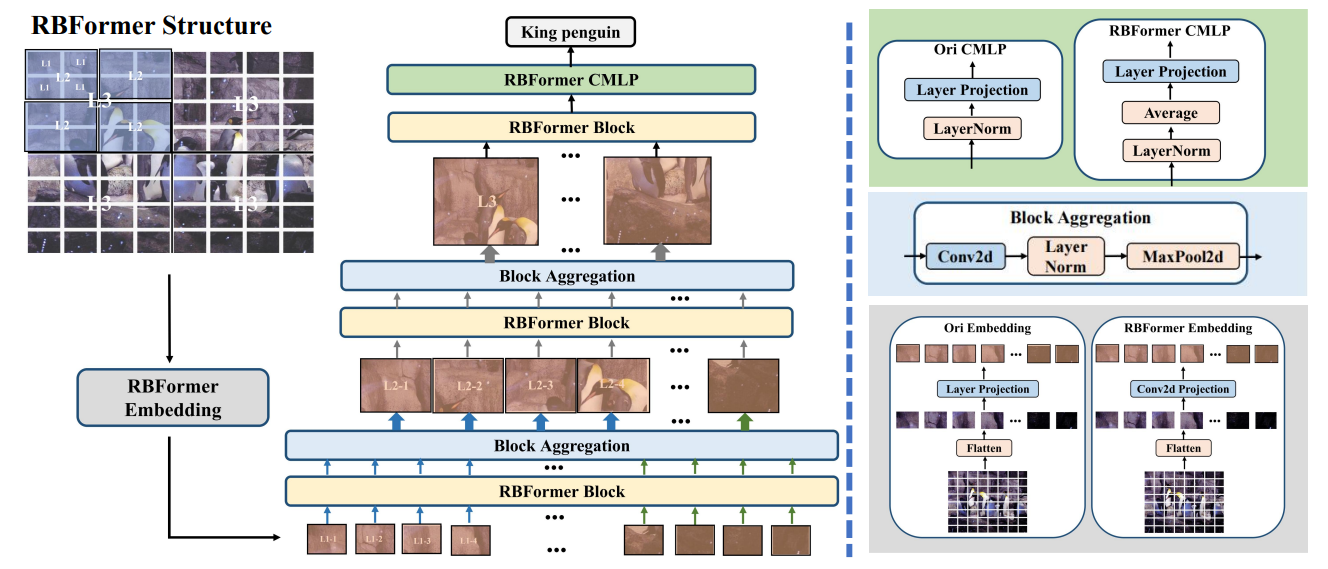 RBFormer Structure
L1 L1
L2
L1 L1
L2
L3
L3
L2
L2
L3
L3
RBFormer
Embedding
King penguin
RBFormer CMLP
RBFormer Block
...
L3
...
...
Block Aggregation
...
RBFormer Block
...
L2-1
L2-2
L2-3
L2-4
...
...
Block Aggregation
...
RBFormer Block
...
L1-1
L1-2
L1-3
L1-4
...
Ori CMLP
Layer Projection
LayerNorm
RBFormer CMLP
Layer Projection
Average
LayerNorm
Block Aggregation
Conv2d
Layer
Norm
MaxPool2d
Ori Embedding
...
Layer Projection
...
Flatten
RBFormer Embedding
...
Conv2d Projection
...
Flatten